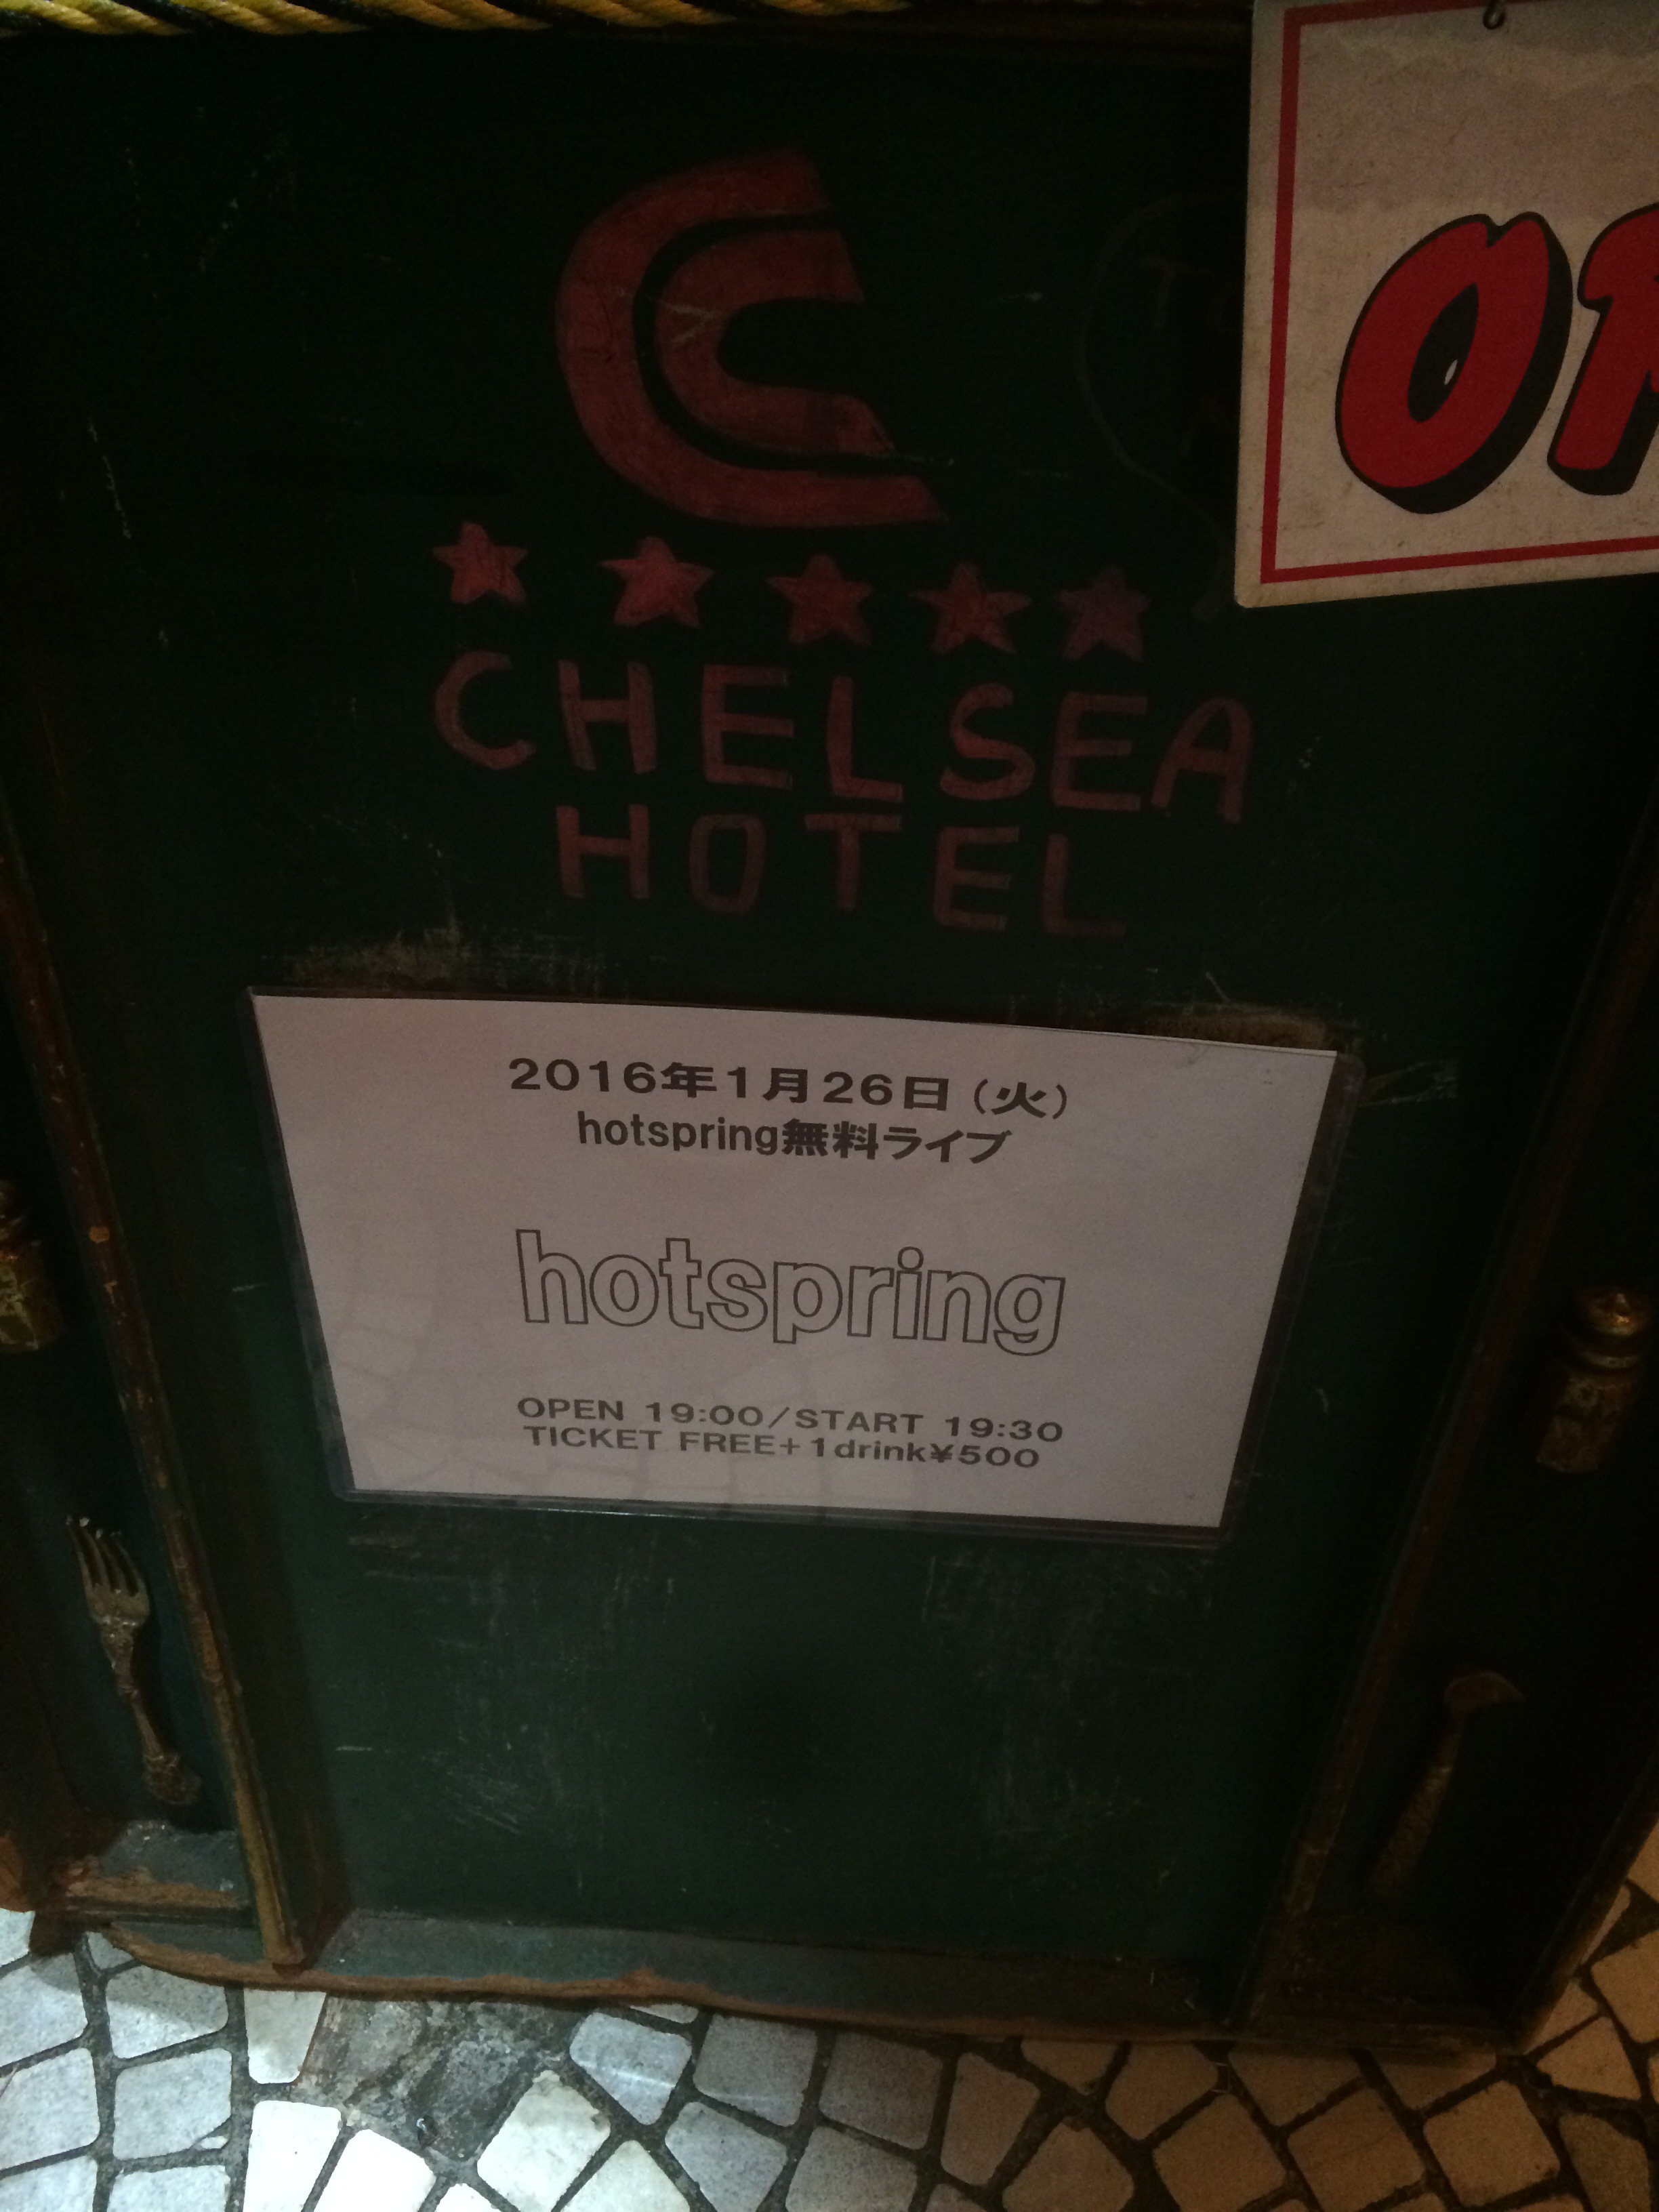 CHELSEA
HOTEL
2016年1月26日（火）
hotspring無料ライブ
hotspring
OPEN 19:00/START 19:30
TICKET FREE+1drink¥500